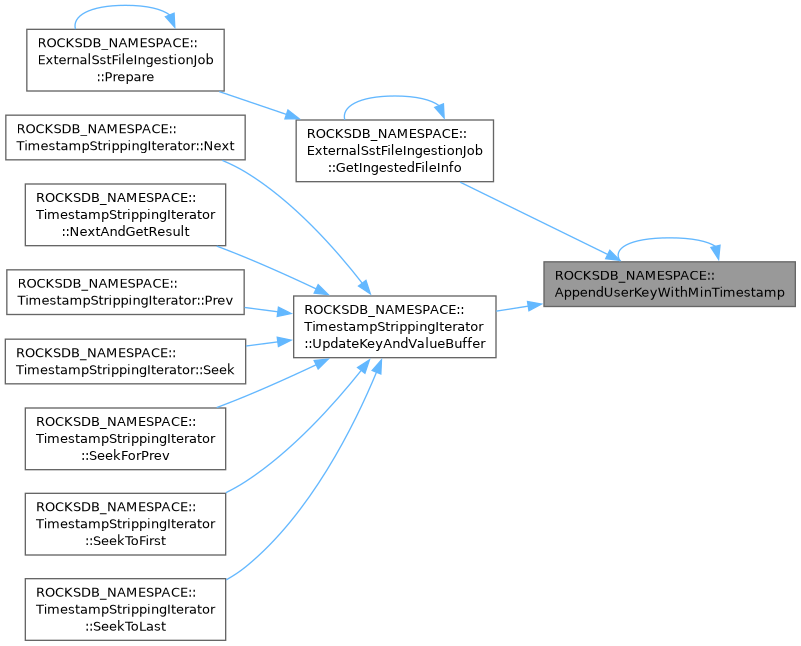 ROCKSDB_NAMESPACE::
ExternalSstFileIngestionJob
::Prepare
ROCKSDB_NAMESPACE::
TimestampStrippingIterator::Next
ROCKSDB_NAMESPACE::
TimestampStrippingIterator
::NextAndGetResult
ROCKSDB_NAMESPACE::
TimestampStrippingIterator::Prev
ROCKSDB_NAMESPACE::
TimestampStrippingIterator::Seek
ROCKSDB_NAMESPACE::
TimestampStrippingIterator
::SeekForPrev
ROCKSDB_NAMESPACE::
TimestampStrippingIterator
::SeekToFirst
ROCKSDB_NAMESPACE::
TimestampStrippingIterator
::SeekToLast
ROCKSDB_NAMESPACE::
ExternalSstFileIngestionJob
::GetIngestedFileInfo
ROCKSDB_NAMESPACE::
TimestampStrippingIterator
::UpdateKeyAndValueBuffer
ROCKSDB_NAMESPACE::
AppendUserKeyWithMinTimestamp